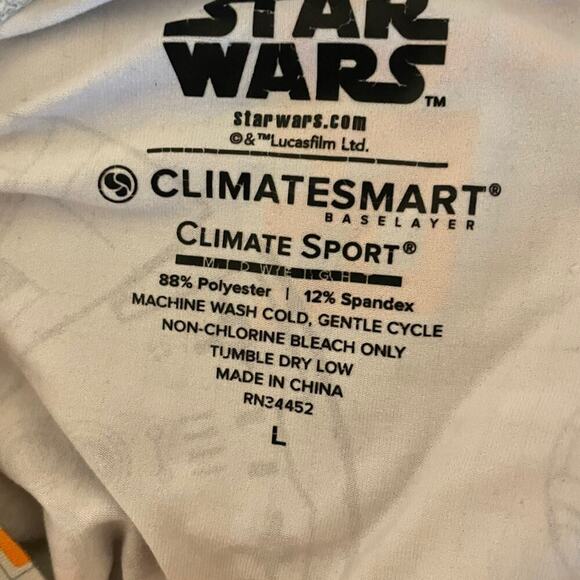 STAR
WARS™
starwars.com
©&™Lucasfilm Ltd.
CLIMATESMART®
BASELAYER
CLIMATE SPORT®
MIDWEIGHT
88% Polyester | 12% Spandex
MACHINE WASH COLD, GENTLE CYCLE
NON-CHLORINE BLEACH ONLY
TUMBLE DRY LOW
MADE IN CHINA
RN34452
L